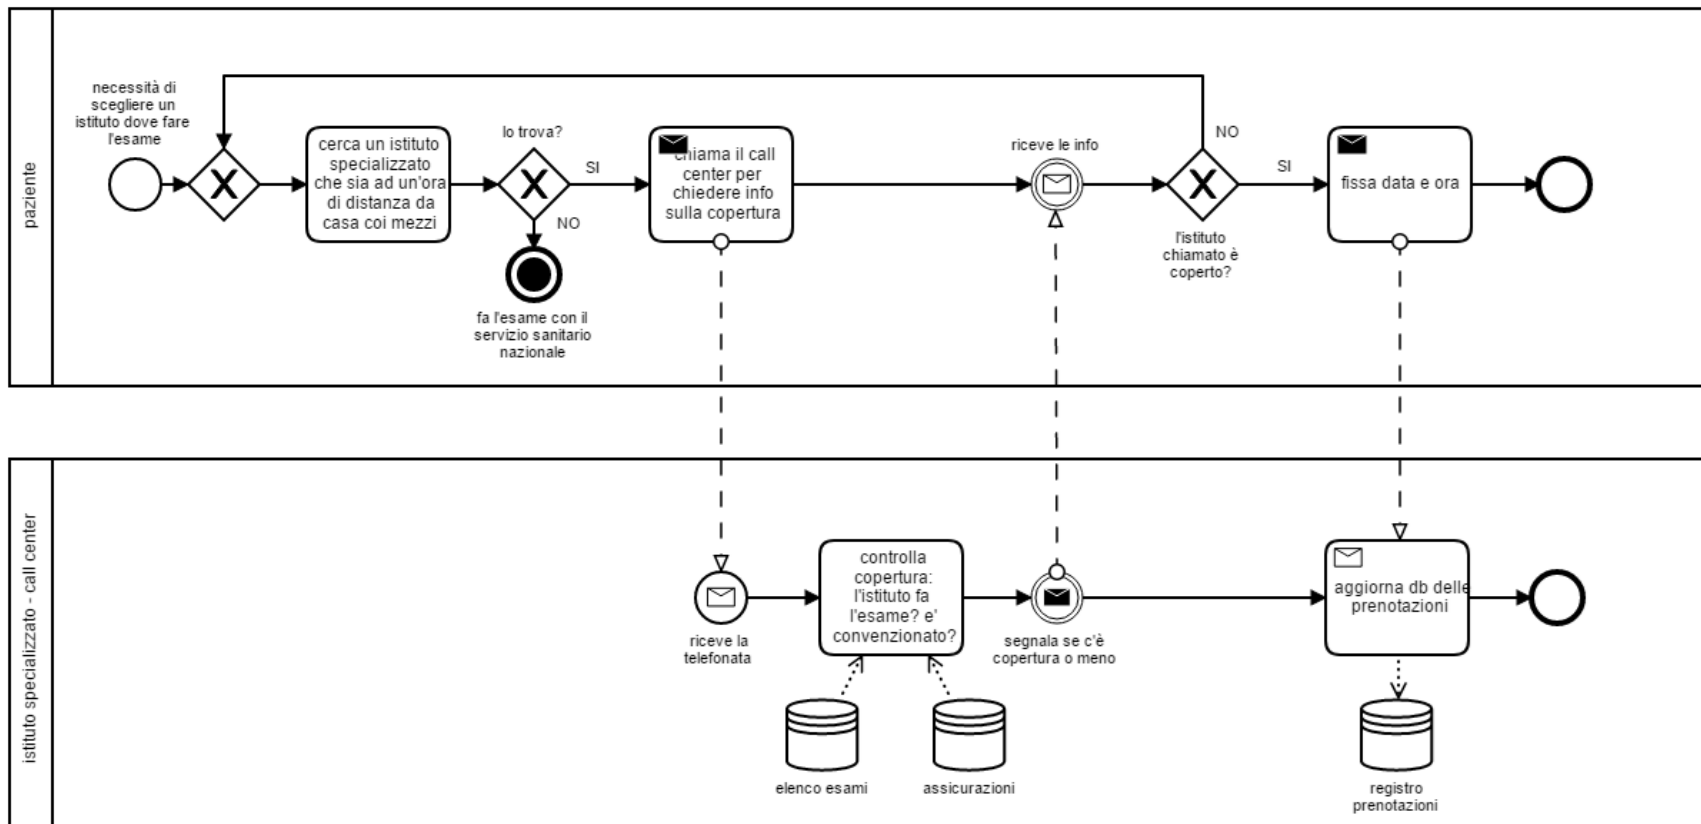 paziente
necessità di
scegliere un
istituto dove fare
l'esame
cerca un istituto
specializzato
che sia ad un'ora
di distanza da
casa coi mezzi
lo trova?
SI
NO
fa l'esame con il
servizio sanitario
nazionale
chiama il call
center per
chiedere info
sulla copertura
riceve le info
NO
SI
l'istituto
chiamato è
coperto?
fissa data e ora
istituto specializzato - call center
riceve la
telefonata
controlla
copertura:
l'istituto fa
l'esame? e'
convenzionato?
segnala se c'è
copertura o meno
aggiorna db delle
prenotazioni
elenco esami
assicurazioni
registro
prenotazioni